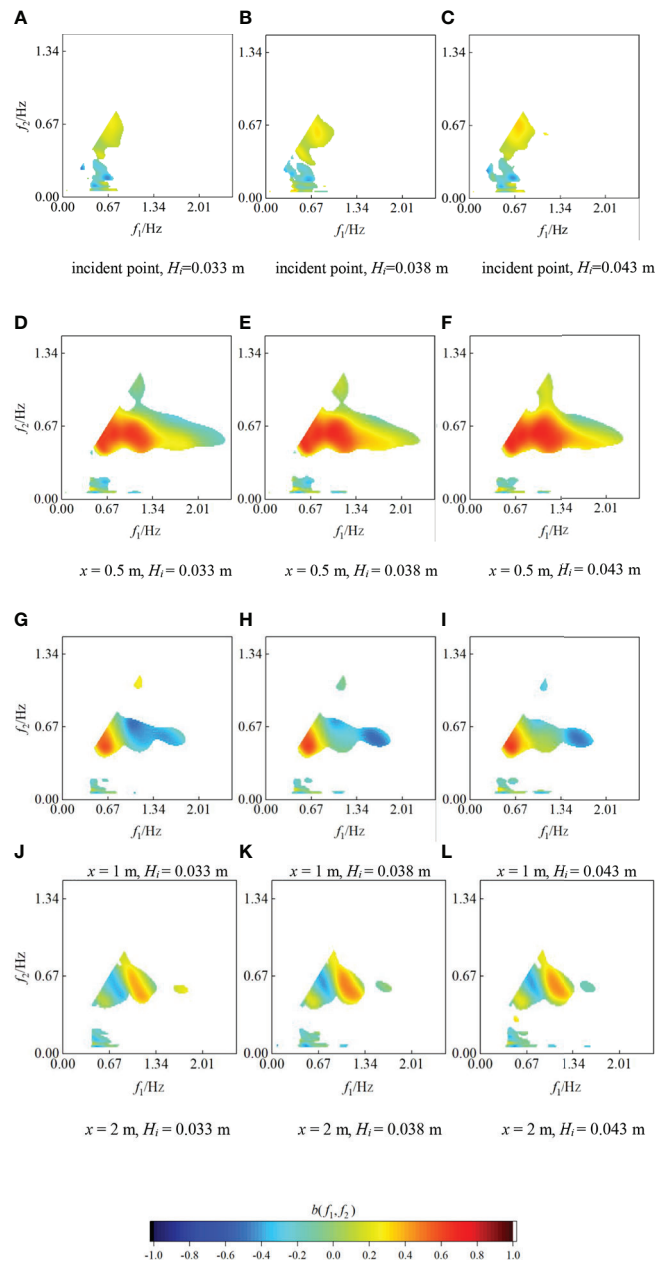 A B C
1.34 1.34 1.34
f2/Hz
0.67 0.67 0.67
0.00 0.00 0.00
0.00 0.67 1.34 2.01 0.00 0.67 1.34 2.01 0.00 0.67 1.34 2.01
f1/Hz f1/Hz f1/Hz
incident point, Hi=0.033 m incident point, Hi=0.038 m incident point, Hi=0.043 m
D E F
1.34 1.34 1.34
f2/Hz
0.67 0.67 0.67
0.00 0.00 0.00
0.00 0.67 1.34 2.01 0.00 0.67 1.34 2.01 0.00 0.67 1.34 2.01
f1/Hz f1/Hz f1/Hz
x = 0.5 m, Hi = 0.033 m x = 0.5 m, Hi = 0.038 m x = 0.5 m, Hi = 0.043 m
G H I
1.34 1.34 1.34
f2/Hz
0.67 0.67 0.67
0.00 0.00 0.00
0.00 0.67 1.34 2.01 0.00 0.67 1.34 2.01 0.00 0.67 1.34 2.01
f1/Hz f1/Hz f1/Hz
J K L
x = 1 m, Hi = 0.033 m x = 1 m, Hi = 0.038 m x = 1 m, Hi = 0.043 m
1.34 1.34 1.34
f2/Hz
0.67 0.67 0.67
0.00 0.00 0.00
0.00 0.67 1.34 2.01 0.00 0.67 1.34 2.01 0.00 0.67 1.34 2.01
f1/Hz f1/Hz f1/Hz
x = 2 m, Hi = 0.033 m x = 2 m, Hi = 0.038 m x = 2 m, Hi = 0.043 m
b(f1,f2)
-1.0 -0.8 -0.6 -0.4 -0.2 0.0 0.2 0.4 0.6 0.8 1.0